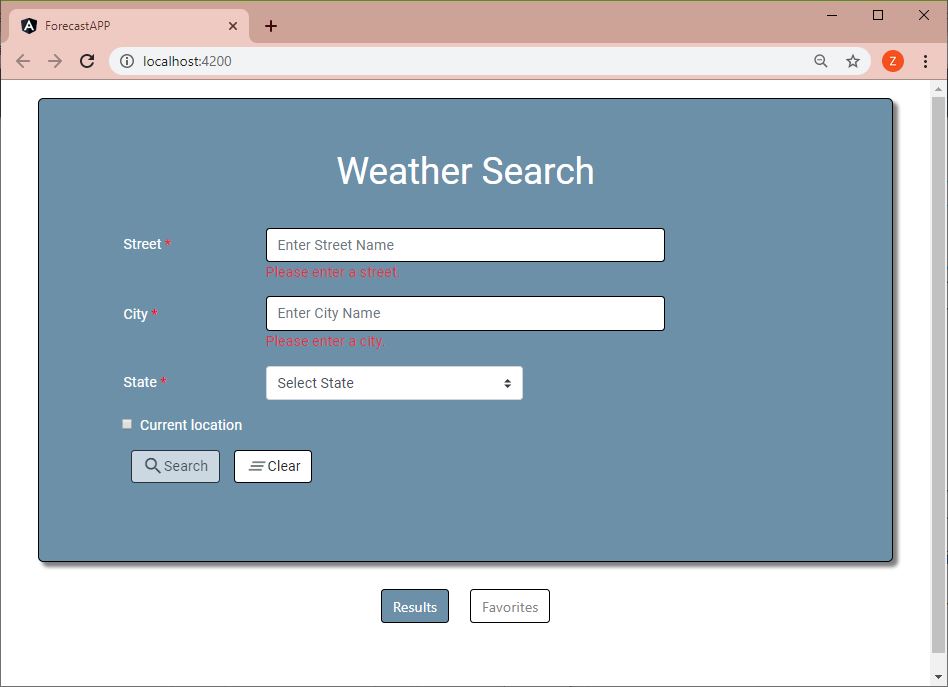 ForecastAPP
localhost:4200
Z
Weather Search
Street *
Enter Street Name
Please enter a street.
City *
Enter City Name
Please enter a city.
State *
Select State
Current location
Search Clear
Results Favorites